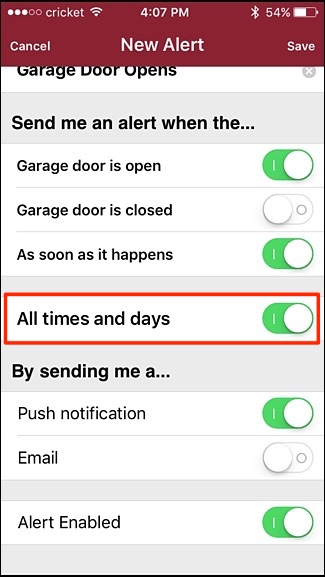 cricket 4:07 PM 54%
Cancel New Alert Save
Garage Door Opens
Send me an alert when the...
Garage door is open
Garage door is closed
As soon as it happens
All times and days
By sending me a...
Push notification
Email
Alert Enabled